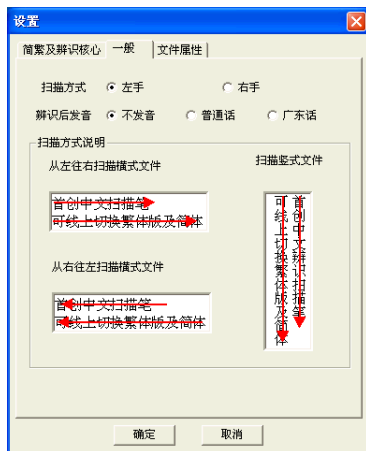 设置
简繁及辨识核心 一般 文件属性
扫描方式 左手 右手
辨识后发音 不发音 普通话 广东话
扫描方式说明
从左往右扫描横式文件
首创中文扫描笔
可线上切换繁体版及简体
扫描竖式文件
首创中文辨识扫描笔
可线上切换繁体版及简体
从右往左扫描横式文件
首创中文扫描笔
可线上切换繁体版及简体
确定 取消